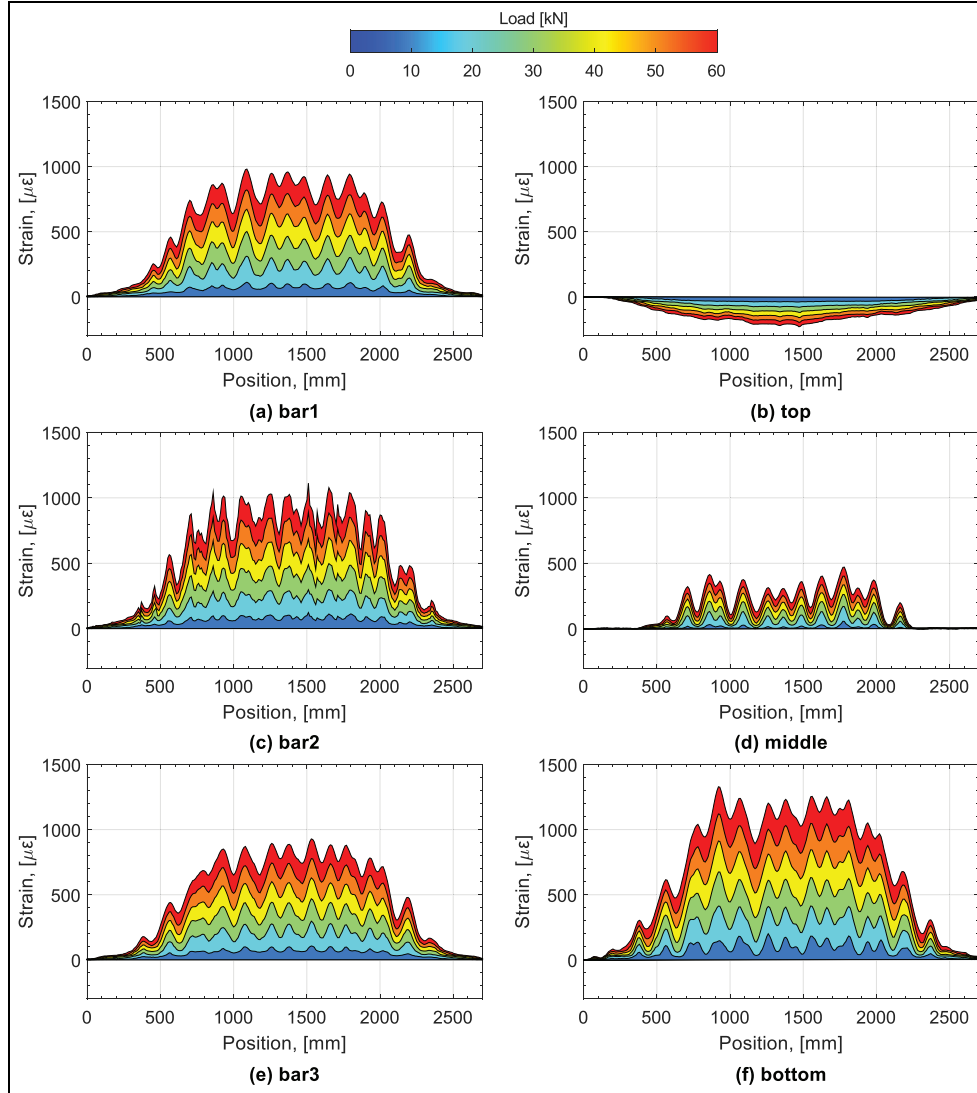 Load [kN]
0 10 20 30 40 50 60
1500
1000
500
0
Strain, [με]
0 500 1000 1500 2000 2500
Position, [mm]
(a) bar1
1500
1000
500
0
Strain, [με]
0 500 1000 1500 2000 2500
Position, [mm]
(b) top
1500
1000
500
0
Strain, [με]
0 500 1000 1500 2000 2500
Position, [mm]
(c) bar2
1500
1000
500
0
Strain, [με]
0 500 1000 1500 2000 2500
Position, [mm]
(d) middle
1500
1000
500
0
Strain, [με]
0 500 1000 1500 2000 2500
Position, [mm]
(e) bar3
1500
1000
500
0
Strain, [με]
0 500 1000 1500 2000 2500
Position, [mm]
(f) bottom